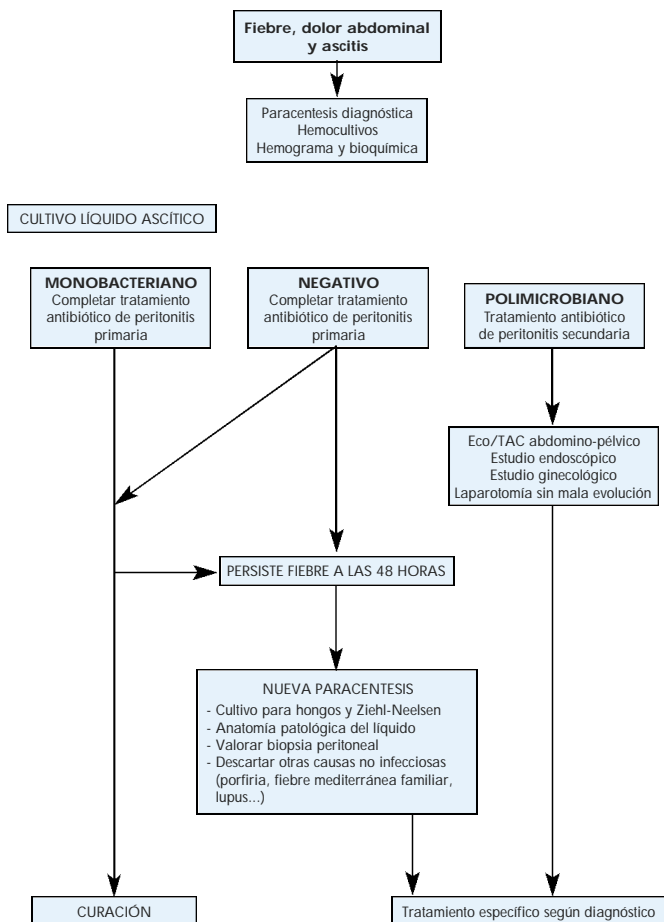 Fiebre, dolor abdominal
y ascitis
Paracentesis diagnóstica
Hemocultivos
Hemograma y bioquímica
CULTIVO LÍQUIDO ASCÍTICO
MONOBACTERIANO
Completar tratamiento
antibiótico de peritonitis
primaria
NEGATIVO
Completar tratamiento
antibiótico de peritonitis
primaria
POLIMICROBIANO
Tratamiento antibiótico
de peritonitis secundaria
Eco/TAC abdomino-pélvico
Estudio endoscópico
Estudio ginecológico
Laparotomía sin mala evolución
PERSISTE FIEBRE A LAS 48 HORAS
NUEVA PARACENTESIS
- Cultivo para hongos y Ziehl-Neelsen
- Anatomía patológica del líquido
- Valorar biopsia peritoneal
- Descartar otras causas no infecciosas
(porfiria, fiebre mediterránea familiar,
lupus...)
CURACIÓN
Tratamiento específico según diagnóstico